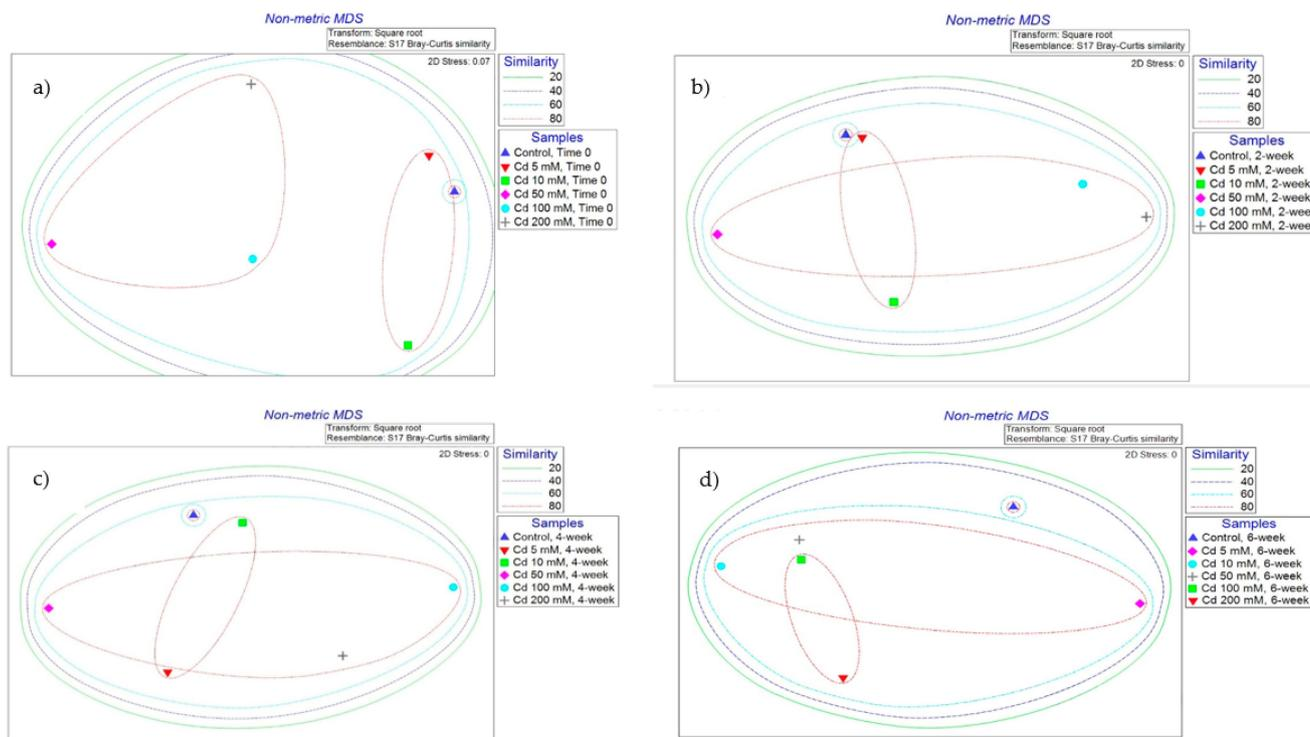 a)
Non-metric MDS
Transform: Square root
Resemblance: S17 Bray-Curtis similarity
2D Stress: 0.07
Similarity
20
40
60
80
Samples
Control, Time 0
Cd 5 mM, Time 0
Cd 10 mM, Time 0
Cd 50 mM, Time 0
Cd 100 mM, Time 0
Cd 200 mM, Time 0
b)
Non-metric MDS
Transform: Square root
Resemblance: S17 Bray-Curtis similarity
2D Stress: 0
Similarity
20
40
60
80
Samples
Control, 2-week
Cd 5 mM, 2-week
Cd 10 mM, 2-week
Cd 50 mM, 2-week
Cd 100 mM, 2-wee
Cd 200 mM, 2-wee
c)
Non-metric MDS
Transform: Square root
Resemblance: S17 Bray-Curtis similarity
2D Stress: 0
Similarity
20
40
60
80
Samples
Control, 4-week
Cd 5 mM, 4-week
Cd 10 mM, 4-week
Cd 50 mM, 4-week
Cd 100 mM, 4-week
Cd 200 mM, 4-week
d)
Non-metric MDS
Transform: Square root
Resemblance: S17 Bray-Curtis similarity
2D Stress: 0
Similarity
20
40
60
80
Samples
Control, 6-week
Cd 5 mM, 6-week
Cd 10 mM, 6-week
Cd 50 mM, 6-week
Cd 100 mM, 6-week
Cd 200 mM, 6-week